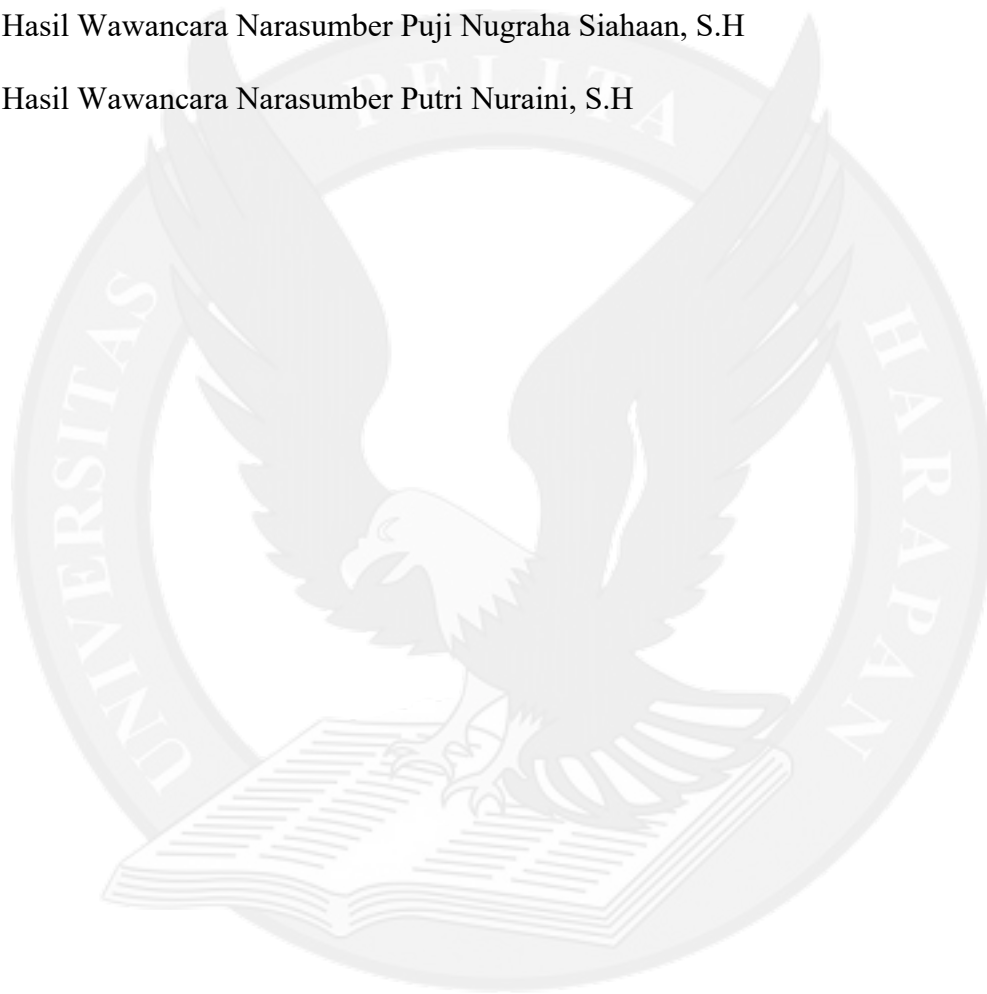 Hasil Wawancara Narasumber Puji Nugraha Siahaan, S.H
Hasil Wawancara Narasumber Putri Nuraini, S.H
UNIVERSITAS PELITA HARAPAN